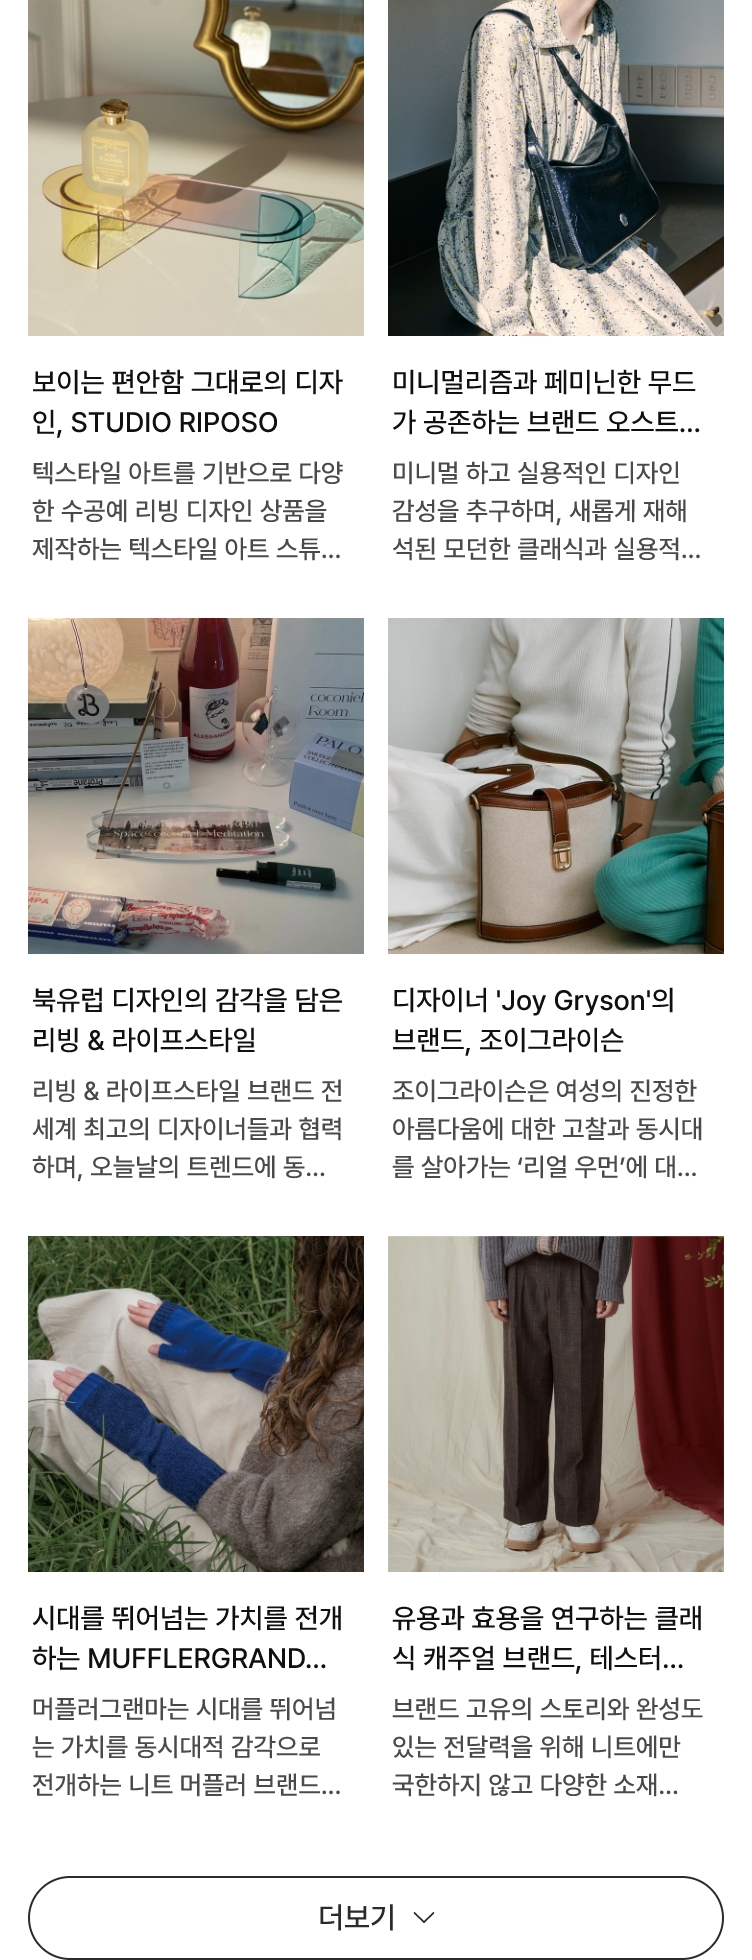 보이는 편안함 그대로의 디자
인, STUDIO RIPOSO
텍스타일 아트를 기반으로 다양
한 수공예 리빙 디자인 상품을
제작하는 텍스타일 아트 스튜...
미니멀리즘과 페미닌한 무드
가 공존하는 브랜드 오스트...
미니멀 하고 실용적인 디자인
감성을 추구하며, 새롭게 재해
석된 모던한 클래식과 실용적...
B
ALESSANDRA
coconiel
Room
PALO
Space coconiel Meditation
북유럽 디자인의 감각을 담은
리빙 & 라이프스타일
리빙 & 라이프스타일 브랜드 전
세계 최고의 디자이너들과 협력
하며, 오늘날의 트렌드에 동...
디자이너 'Joy Gryson'의
브랜드, 조이그라이슨
조이그라이슨은 여성의 진정한
아름다움에 대한 고찰과 동시대
를 살아가는 ‘리얼 우먼’에 대...
시대를 뛰어넘는 가치를 전개
하는 MUFFLERGRAND...
머플러그랜마는 시대를 뛰어넘
는 가치를 동시대적 감각으로
전개하는 니트 머플러 브랜드...
유용과 효용을 연구하는 클래
식 캐주얼 브랜드, 테스터...
브랜드 고유의 스토리와 완성도
있는 전달력을 위해 니트에만
국한하지 않고 다양한 소재...
더보기